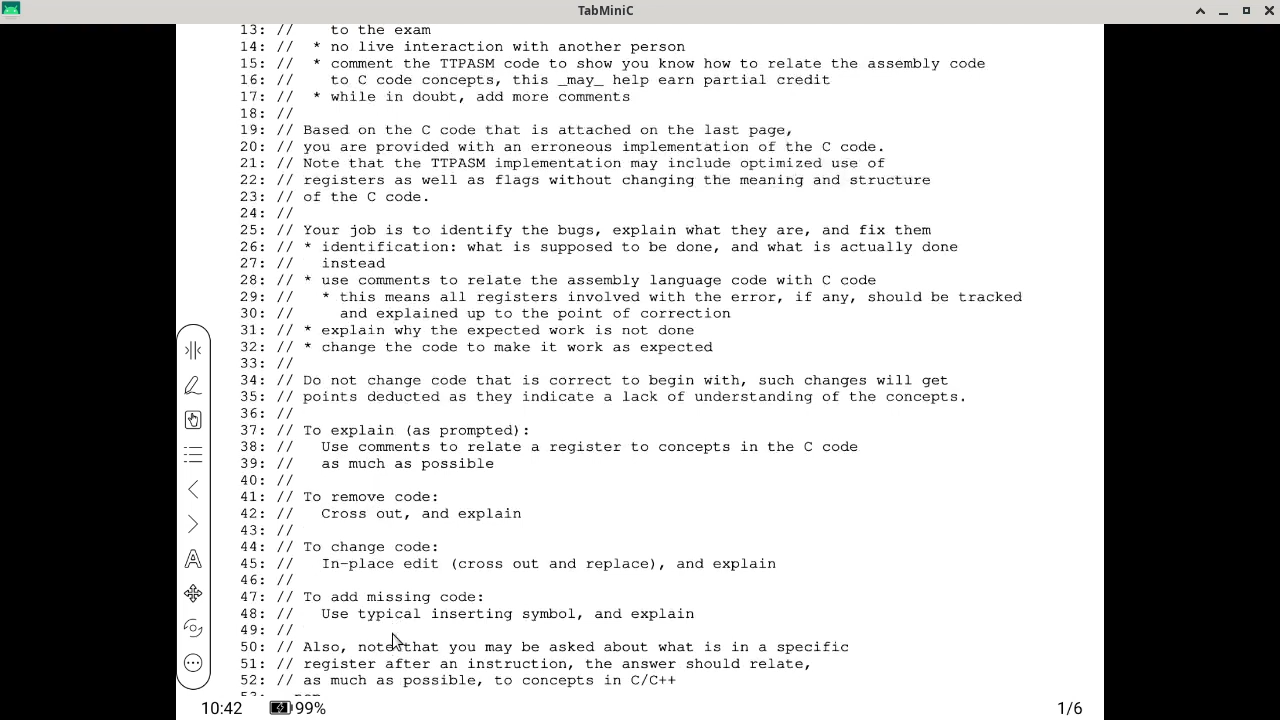 TabMiniC
13: //    to the exam
14: //  * no live interaction with another person
15: //  * comment the TTPASM code to show you know how to relate the assembly code
16: //    to C code concepts, this _may_ help earn partial credit
17: //  * while in doubt, add more comments
18: //
19: // Based on the C code that is attached on the last page,
20: // you are provided with an erroneous implementation of the C code.
21: // Note that the TTPASM implementation may include optimized use of
22: // registers as well as flags without changing the meaning and structure
23: // of the C code.
24: //
25: // Your job is to identify the bugs, explain what they are, and fix them
26: // * identification: what is supposed to be done, and what is actually done
27: //   instead
28: // * use comments to relate the assembly language code with C code
29: //   * this means all registers involved with the error, if any, should be tracked
30: //     and explained up to the point of correction
31: // * explain why the expected work is not done
32: // * change the code to make it work as expected
33: //
34: // Do not change code that is correct to begin with, such changes will get
35: // points deducted as they indicate a lack of understanding of the concepts.
36: //
37: // To explain (as prompted):
38: //   Use comments to relate a register to concepts in the C code
39: //   as much as possible
40: //
41: // To remove code:
42: //   Cross out, and explain
43: //
44: // To change code:
45: //   In-place edit (cross out and replace), and explain
46: //
47: // To add missing code:
48: //   Use typical inserting symbol, and explain
49: //
50: // Also, note that you may be asked about what is in a specific
51: // register after an instruction, the answer should relate,
52: // as much as possible, to concepts in C/C++
10:42 99% 1/6